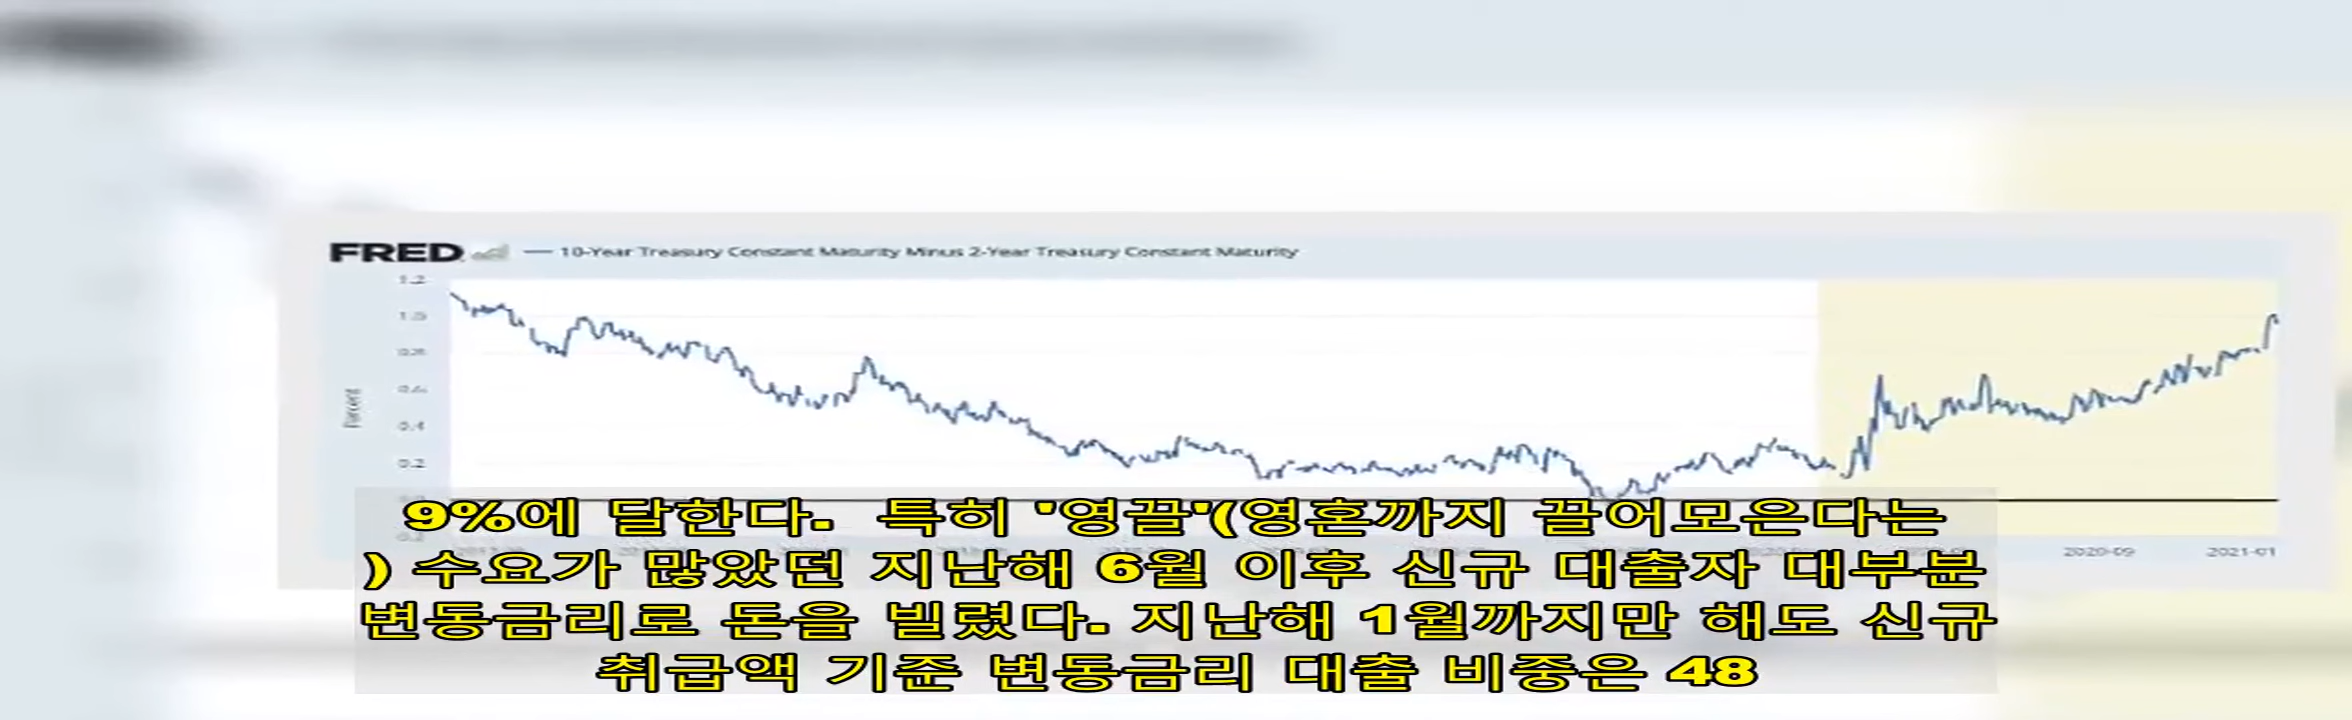 FRED — 10-Year Treasury Constant Maturity Minus 2-Year Treasury Constant Maturity
1.2
1.0
0.8
0.6
0.4
0.2
Percent
9%에 달한다. 특히 '영끌'(영혼까지 끌어모은다는
) 수요가 많았던 지난해 6월 이후 신규 대출자 대부분
변동금리로 돈을 빌렸다. 지난해 1월까지만 해도 신규
취급액 기준 변동금리 대출 비중은 48
2020-09 2021-01